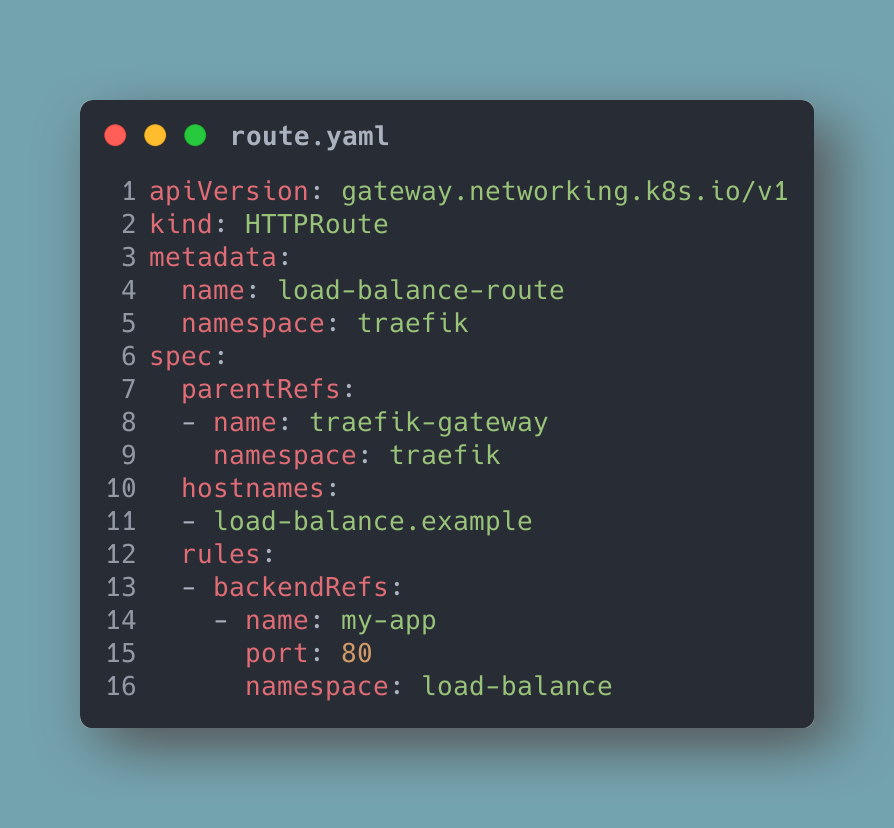 route.yaml
1 apiVersion: gateway.networking.k8s.io/v1
2 kind: HTTPRoute
3 metadata:
4   name: load-balance-route
5   namespace: traefik
6 spec:
7   parentRefs:
8   - name: traefik-gateway
9     namespace: traefik
10   hostnames:
11   - load-balance.example
12   rules:
13   - backendRefs:
14     - name: my-app
15       port: 80
16       namespace: load-balance